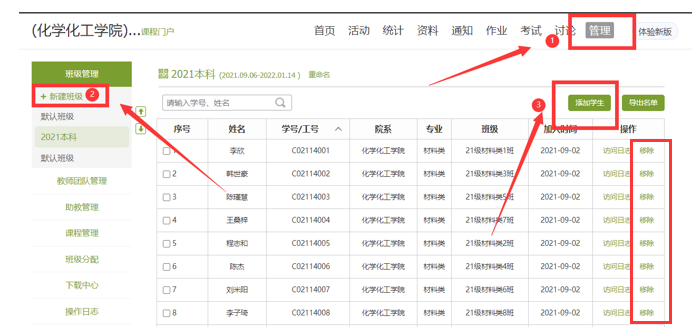 (化学化工学院)...课程门户 首页 活动 统计 资料 通知 作业 考试 讨论 管理 体验新版
1
班级管理 2021本科 (2021.09.06-2022.01.14) 重命名
+ 新建班级 2 请输入学号、姓名 3 添加学生 导出名单
默认班级
2021本科
默认班级
教师团队管理
助教管理
课程管理
班级分配
下载中心
操作日志
序号 姓名 学号/工号 院系 专业 班级 加入时间 操作
1 李欣 C02114001 化学化工学院 材料类 21级材料类1班 2021-09-02 访问日志 移除
2 韩世豪 C02114002 化学化工学院 材料类 21级材料类3班 2021-09-02 访问日志 移除
3 陈瑾慧 C02114003 化学化工学院 材料类 21级材料类5班 2021-09-02 访问日志 移除
4 王桑梓 C02114004 化学化工学院 材料类 21级材料类7班 2021-09-02 访问日志 移除
5 程志和 C02114005 化学化工学院 材料类 21级材料类2班 2021-09-02 访问日志 移除
6 陈杰 C02114006 化学化工学院 材料类 21级材料类4班 2021-09-02 访问日志 移除
7 刘米阳 C02114007 化学化工学院 材料类 21级材料类6班 2021-09-02 访问日志 移除
8 李子琦 C02114008 化学化工学院 材料类 21级材料类8班 2021-09-02 访问日志 移除